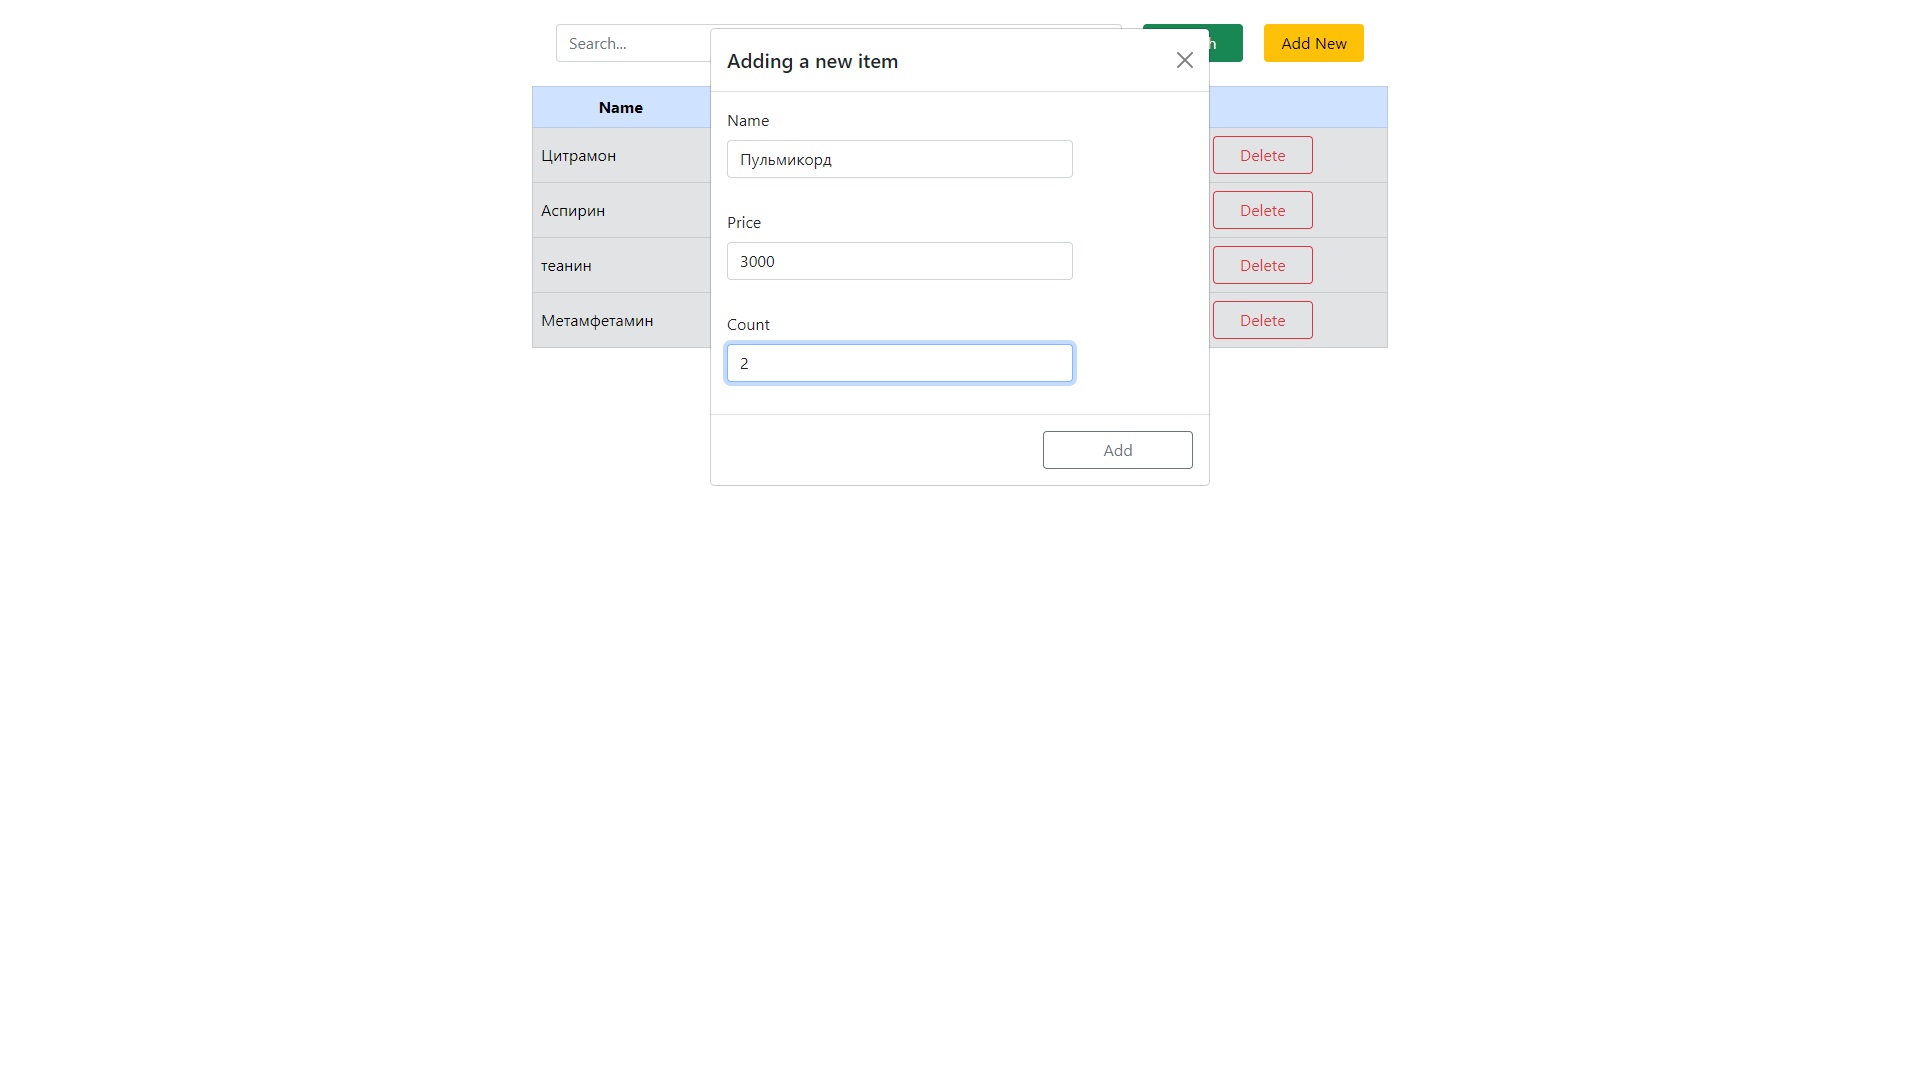 Search...
Add New
Adding a new item
Name
Name
Пульмикорд
Цитрамон
Delete
Аспирин
Delete
Price
3000
теанин
Delete
Count
Метамфетамин
Delete
2
Add